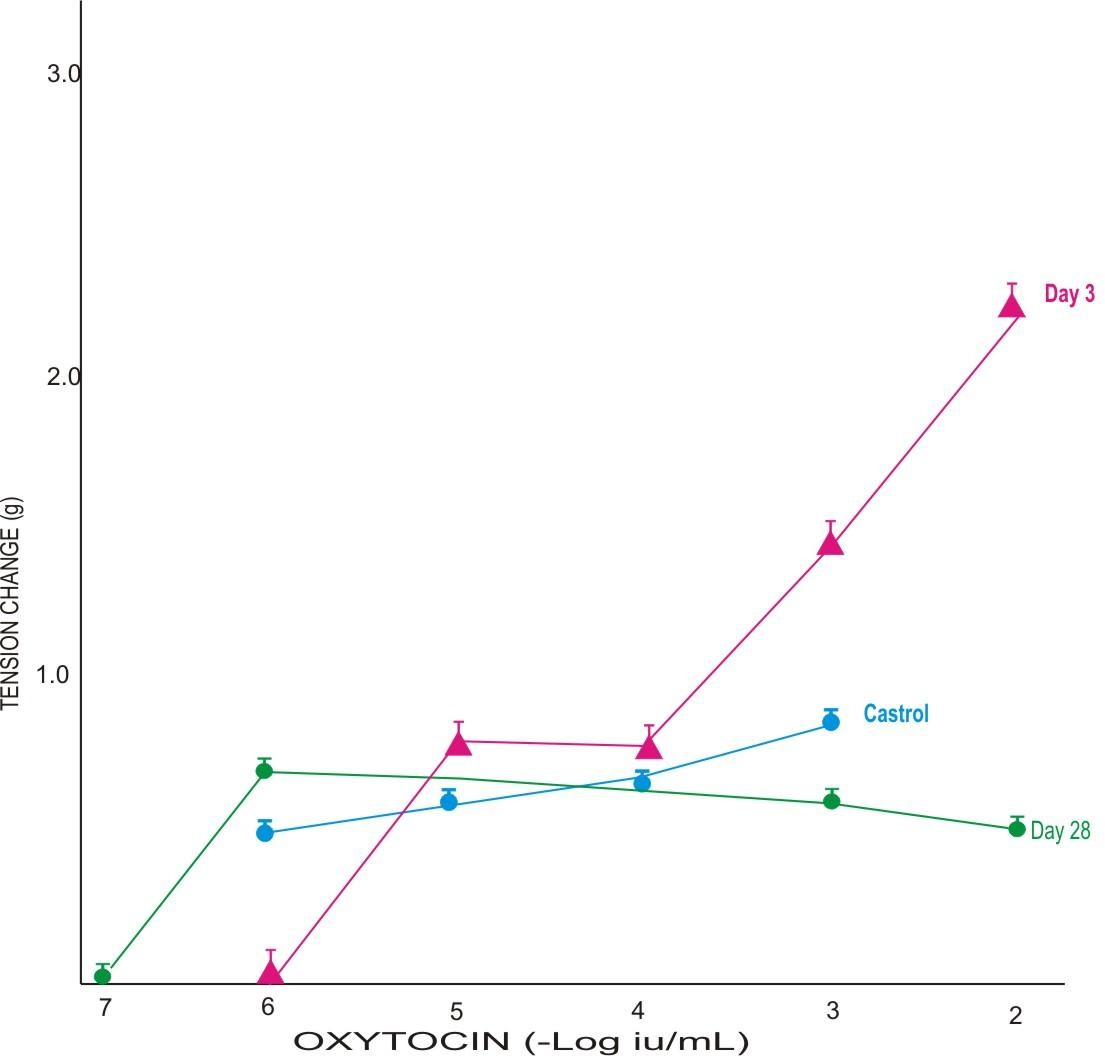 3.0
2.0
1.0
TENSION CHANGE (g)
Day 3
Castrol
Day 28
7 6 5 4 3 2
OXYTOCIN (-Log iu/mL)